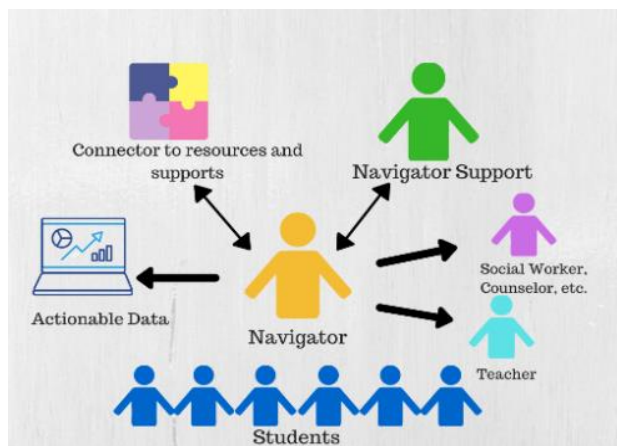 Connector to resources and
supports
Navigator Support
Social Worker,
Counselor, etc.
Actionable Data
Navigator
Teacher
Students